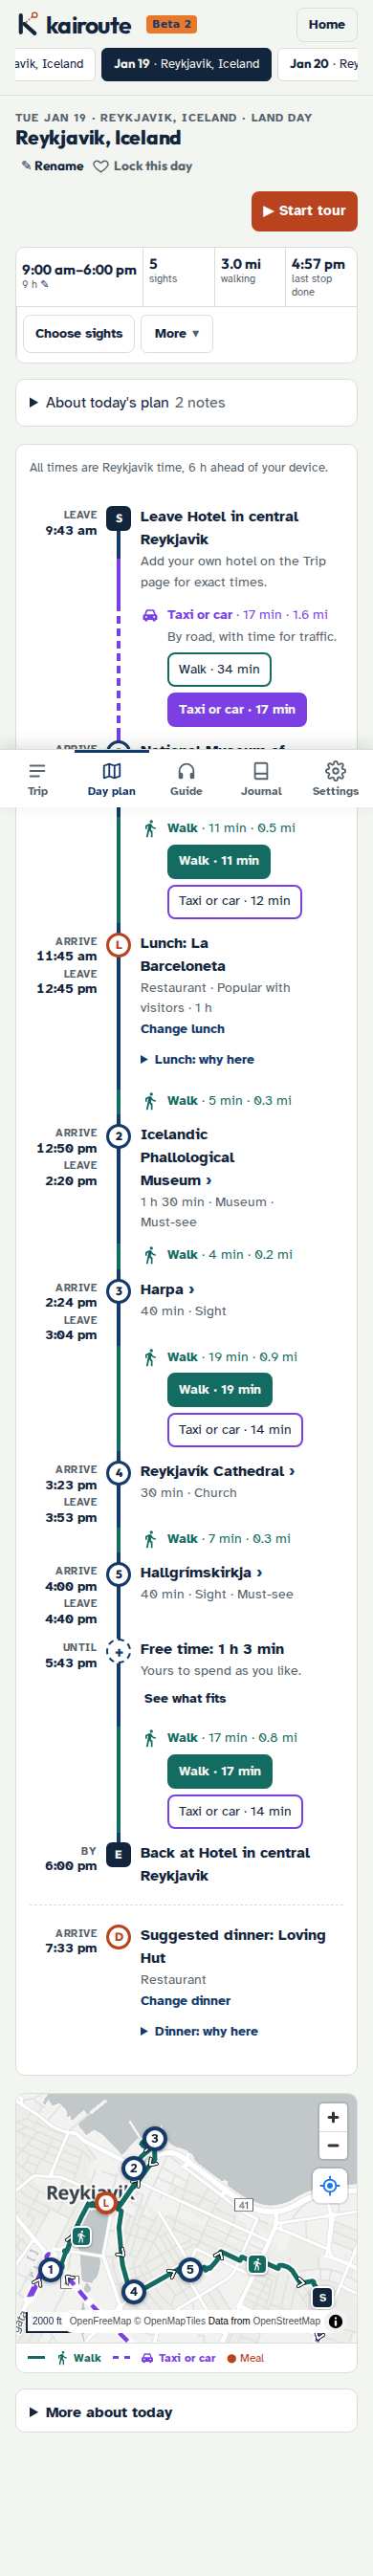 kairoute Beta 2 Home
avik, Iceland Jan 19 · Reykjavik, Iceland Jan 20 · Rey
TUE JAN 19 · REYKJAVIK, ICELAND · LAND DAY
Reykjavik, Iceland
✎ Rename Lock this day
▶ Start tour
9:00 am–6:00 pm 5 3.0 mi 4:57 pm
9 h ✎ sights walking last stop
done
Choose sights More ▾
▶ About today's plan 2 notes
All times are Reykjavik time, 6 h ahead of your device.
LEAVE S Leave Hotel in central
9:43 am Reykjavik
Add your own hotel on the Trip
page for exact times.
Taxi or car · 17 min · 1.6 mi
By road, with time for traffic.
Walk · 34 min
Taxi or car · 17 min
ARRIVE National Museum of
Trip Day plan Guide Journal Settings
Walk · 11 min · 0.5 mi
Walk · 11 min
Taxi or car · 12 min
ARRIVE L Lunch: La
11:45 am Barceloneta
LEAVE Restaurant · Popular with
12:45 pm visitors · 1 h
Change lunch
▶ Lunch: why here
Walk · 5 min · 0.3 mi
ARRIVE 2 Icelandic
12:50 pm Phallological
LEAVE Museum ›
2:20 pm 1 h 30 min · Museum ·
Must-see
Walk · 4 min · 0.2 mi
ARRIVE 3 Harpa ›
2:24 pm 40 min · Sight
LEAVE
3:04 pm
Walk · 19 min · 0.9 mi
Walk · 19 min
Taxi or car · 14 min
ARRIVE 4 Reykjavík Cathedral ›
3:23 pm 30 min · Church
LEAVE
3:53 pm
Walk · 7 min · 0.3 mi
ARRIVE 5 Hallgrímskirkja ›
4:00 pm 40 min · Sight · Must-see
LEAVE
4:40 pm
UNTIL + Free time: 1 h 3 min
5:43 pm Yours to spend as you like.
See what fits
Walk · 17 min · 0.8 mi
Walk · 17 min
Taxi or car · 14 min
BY E Back at Hotel in central
6:00 pm Reykjavik
ARRIVE D Suggested dinner: Loving
7:33 pm Hut
Restaurant
Change dinner
▶ Dinner: why here
3 +
2 −
Reykjavik
L 41
1 5
4 S
2000 ft OpenFreeMap © OpenMapTiles Data from OpenStreetMap
Walk Taxi or car Meal
▶ More about today